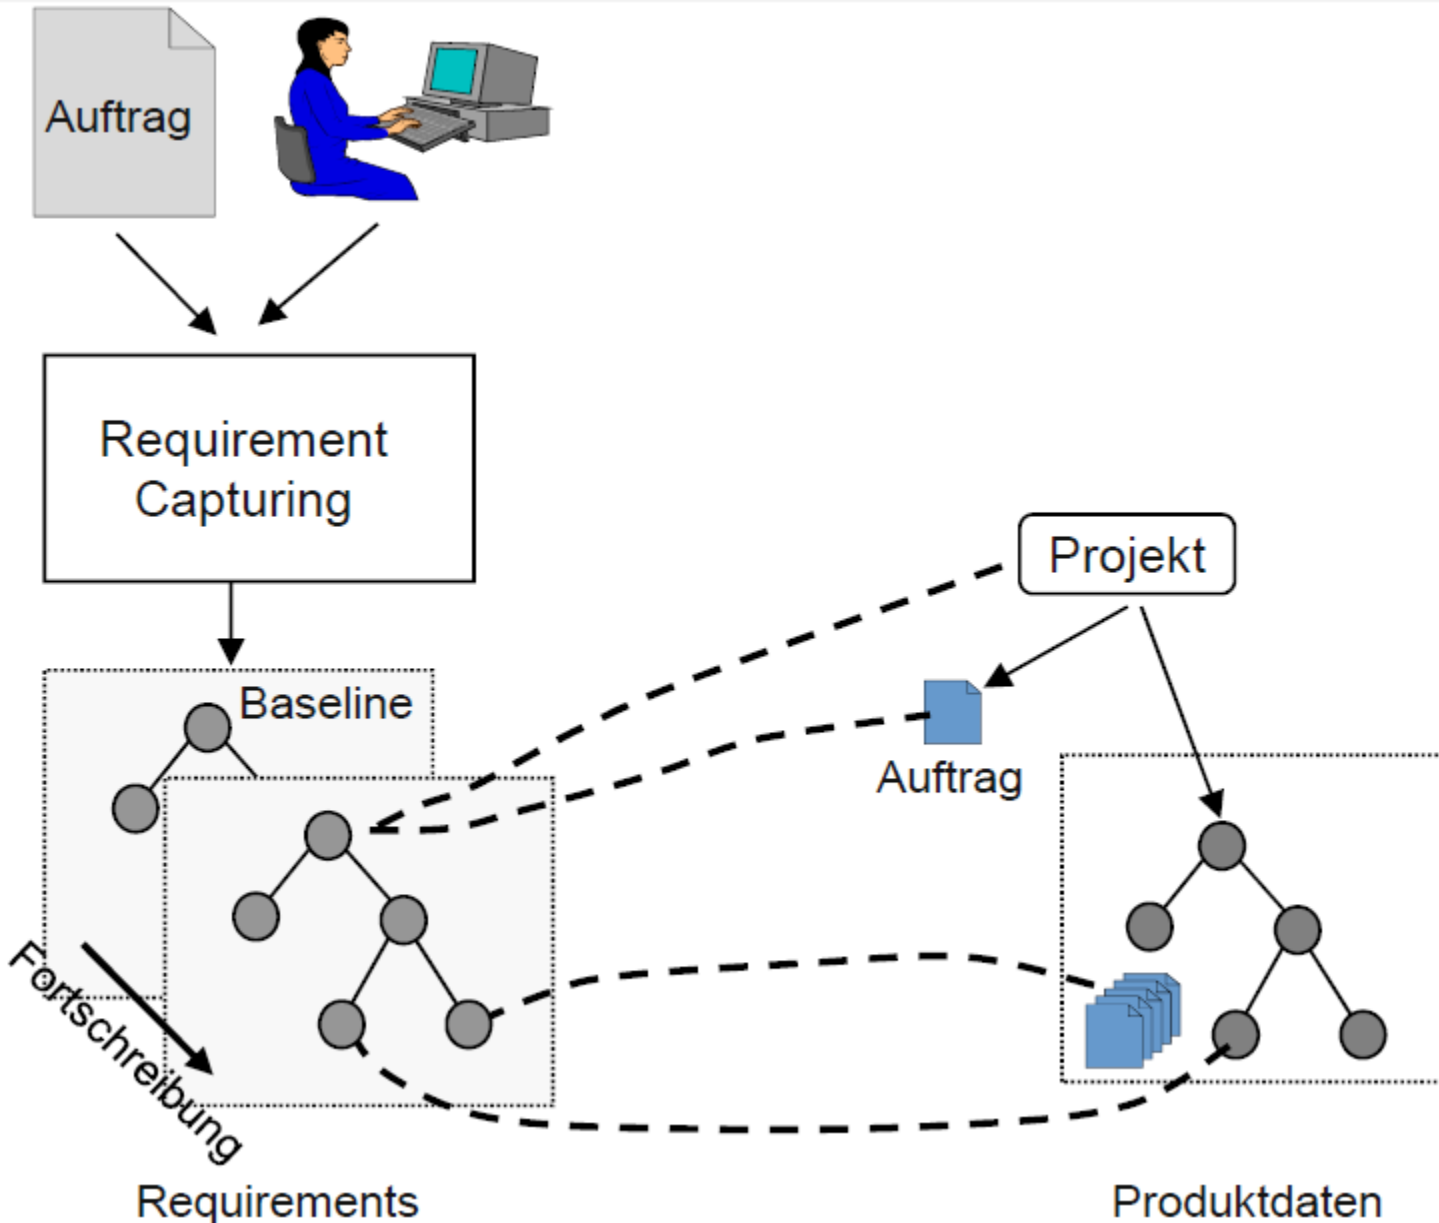 Auftrag
Requirement
Capturing
Projekt
Baseline
Auftrag
Fortschreibung
Requirements
Produktdaten